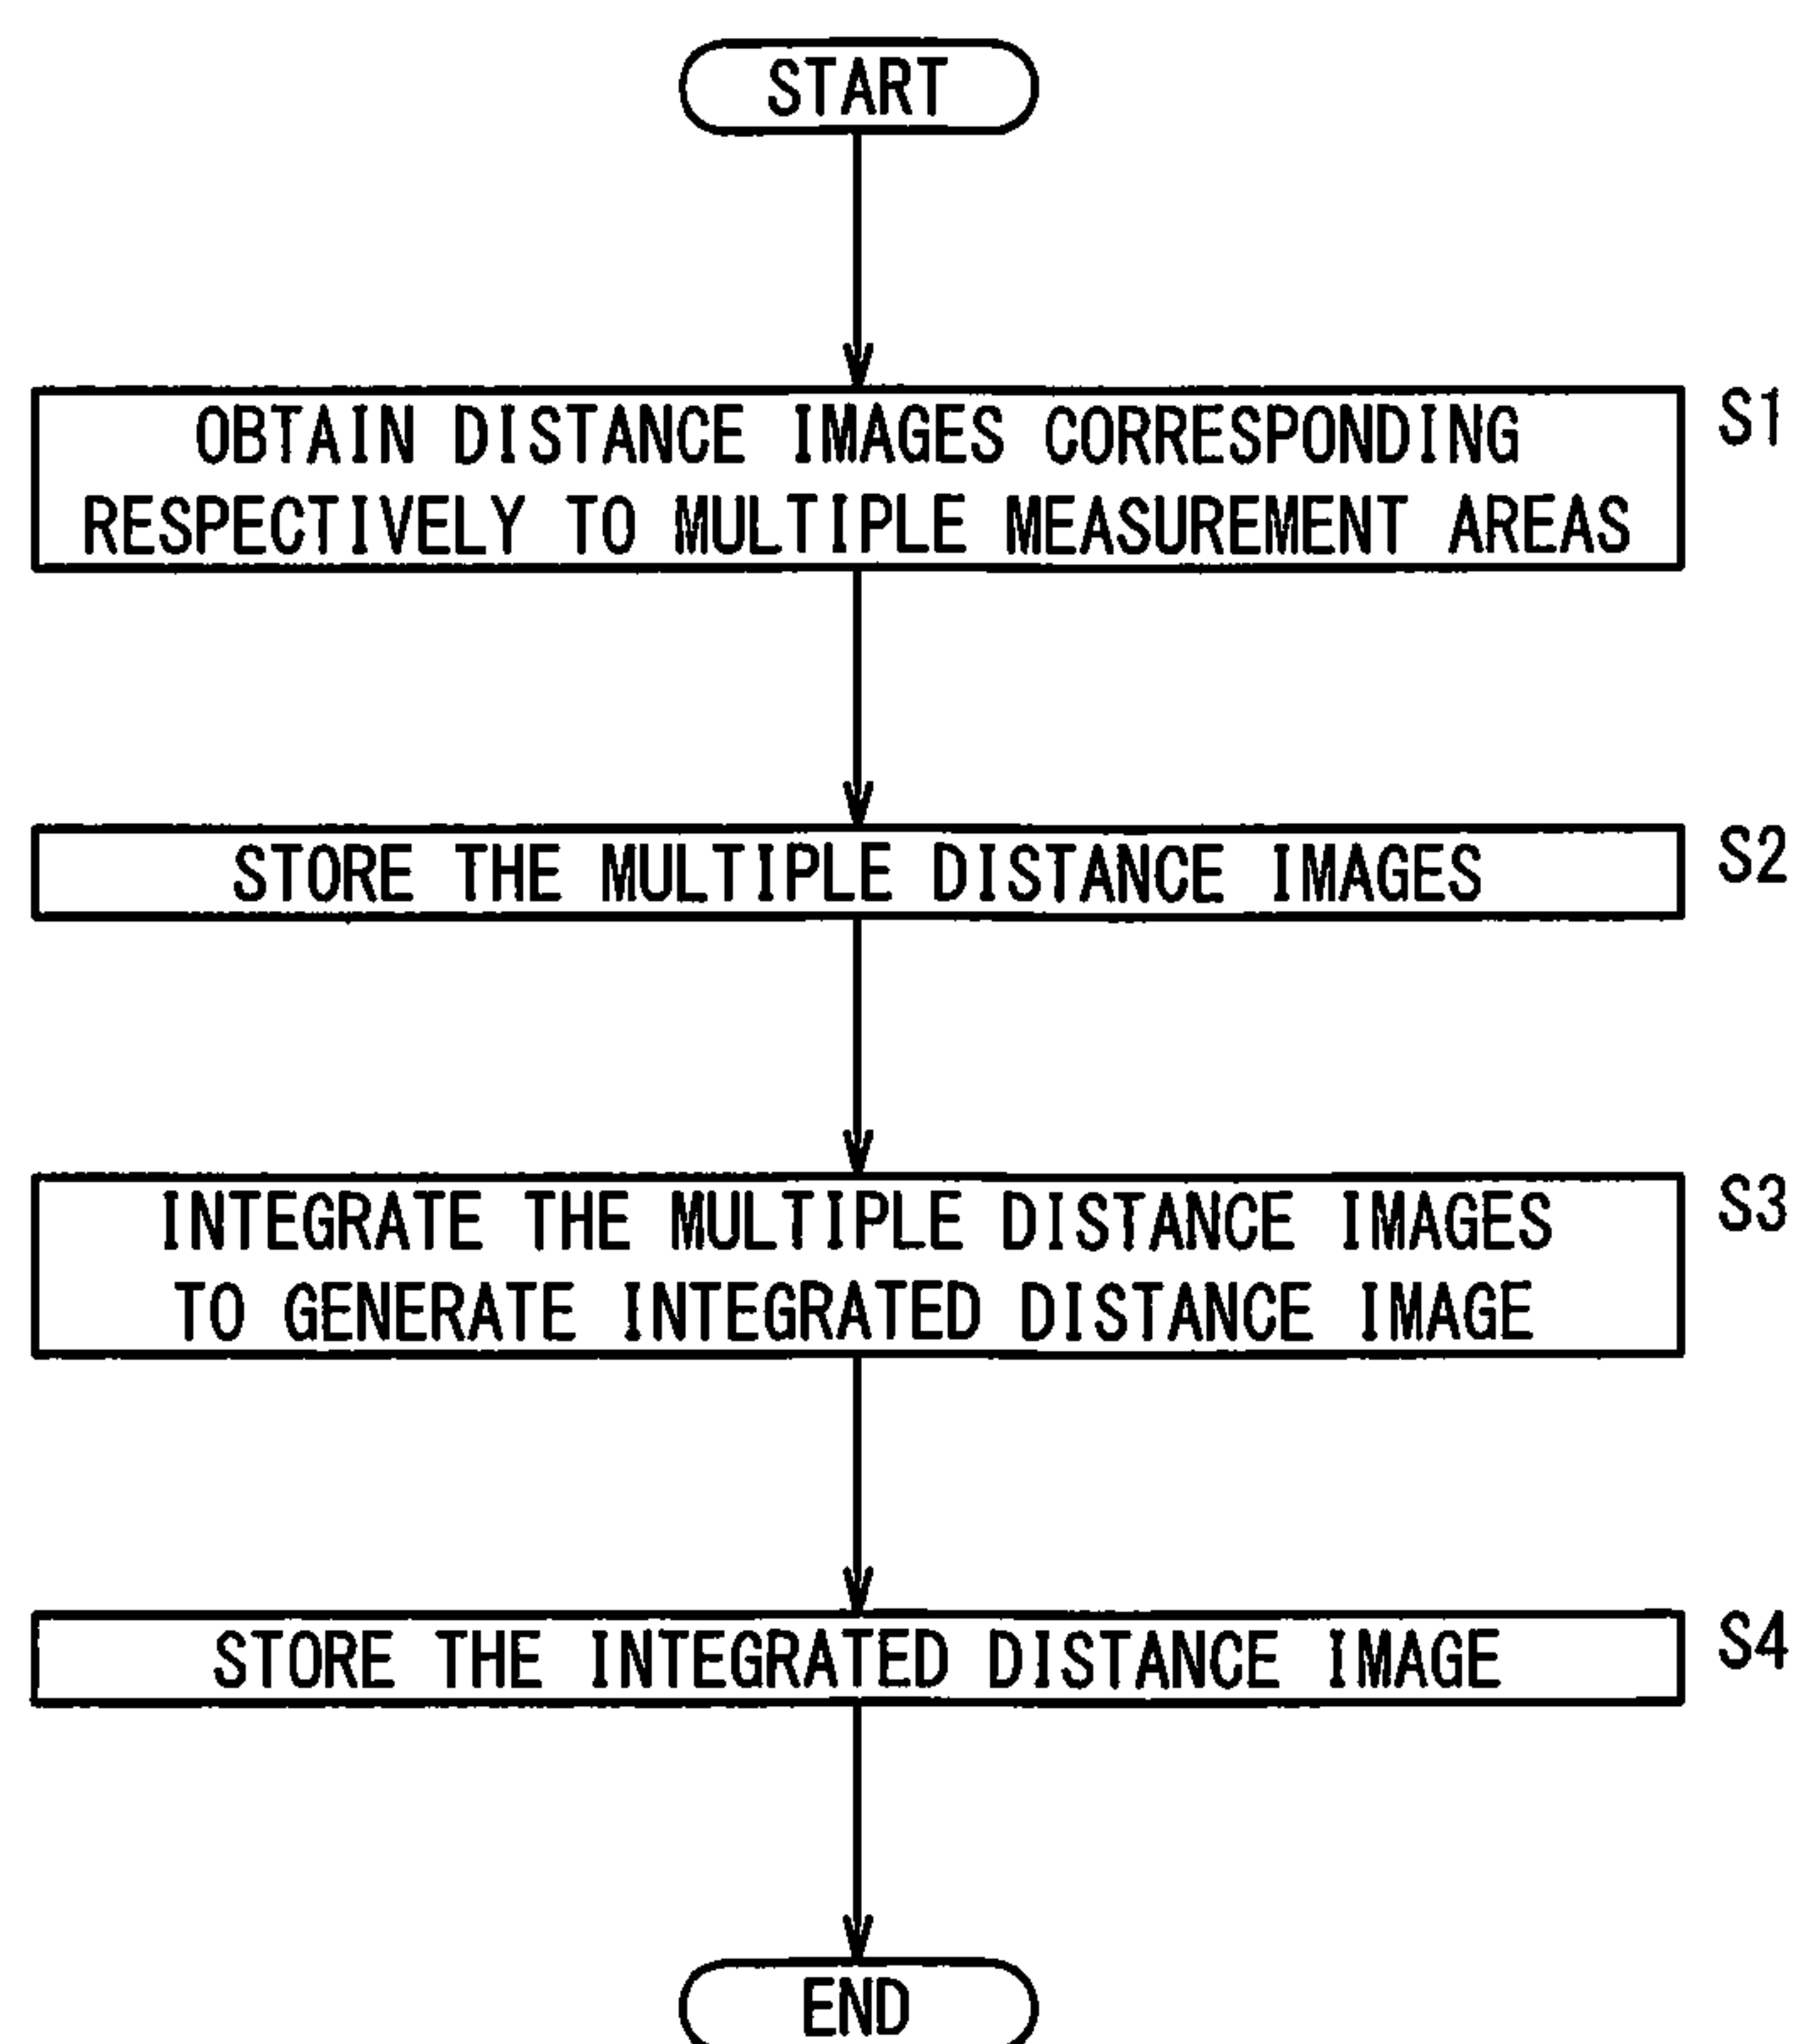 START
OBTAIN DISTANCE IMAGES CORRESPONDING
RESPECTIVELY TO MULTIPLE MEASUREMENT AREAS
S1
STORE THE MULTIPLE DISTANCE IMAGES
S2
INTEGRATE THE MULTIPLE DISTANCE IMAGES
TO GENERATE INTEGRATED DISTANCE IMAGE
S3
STORE THE INTEGRATED DISTANCE IMAGE
S4
END